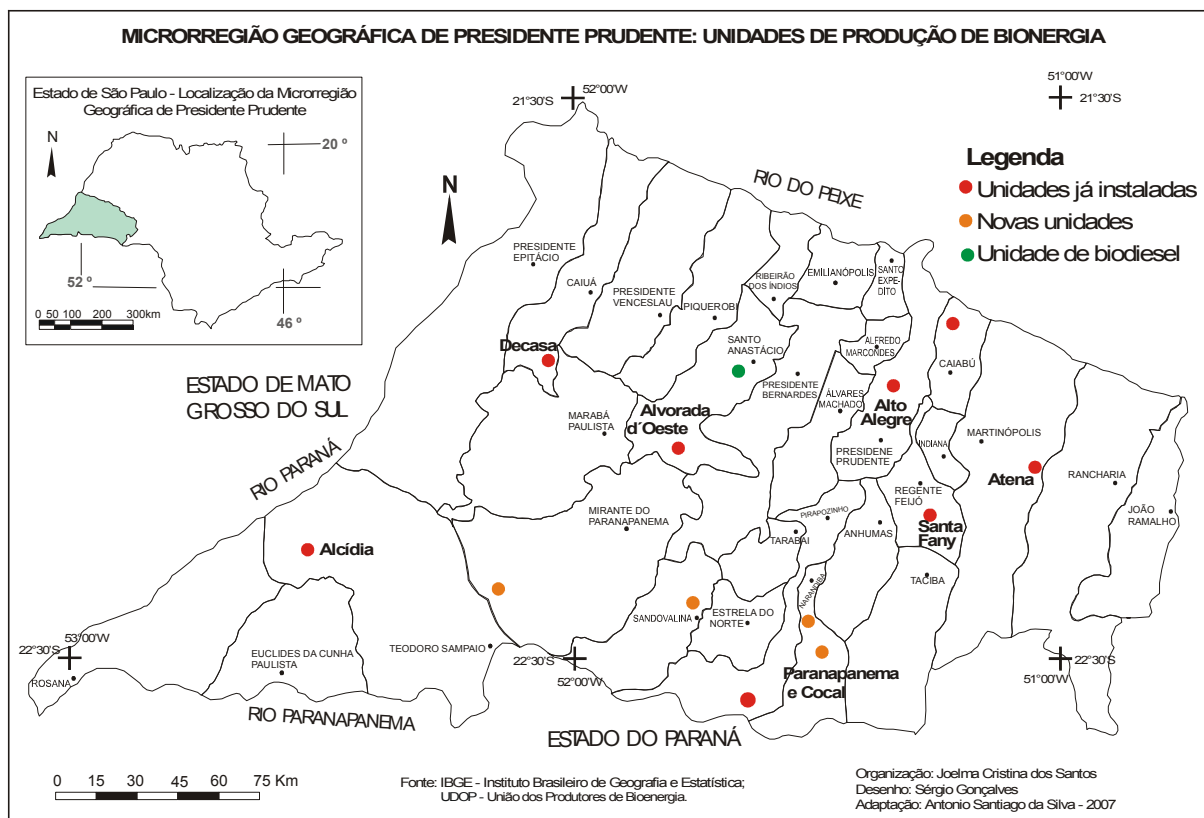 MICRORREGIÃO GEOGRÁFICA DE PRESIDENTE PRUDENTE: UNIDADES DE PRODUÇÃO DE BIONERGIA
Estado de São Paulo - Localização da Microrregião
Geográfica de Presidente Prudente
N
20 º
52 º
46 º
0 50 100 200 300km
52°00'W
21°30'S
51°00'W
21°30'S
N
Legenda
Unidades já instaladas
Novas unidades
Unidade de biodiesel
RIO DO PEIXE
PRESIDENTE
EPITÁCIO
CAIUÁ
PRESIDENTE
VENCESLAU
PIQUEROBI
RIBEIRÃO
DOS ÍNDIOS
EMILIANÓPOLIS
SANTO
EXPE-
DITO
Decasa
SANTO
ANASTÁCIO
PRESIDENTE
BERNARDES
ALFREDO
MARCONDES
CAIABÚ
ESTADO DE MATO
GROSSO DO SUL
MARABÁ
PAULISTA
Alvorada
d´Oeste
ÁLVARES
MACHADO
Alto
Alegre
PRESIDENE
PRUDENTE
INDIANA
MARTINÓPOLIS
Atena
RANCHARIA
JOÃO
RAMALHO
RIO PARANÁ
MIRANTE DO
PARANAPANEMA
PIRAPOZINHO
TARABAI
ANHUMAS
REGENTE
FEIJÓ
Santa
Fany
Alcídia
TACIBA
NARANDIBA
SANDOVALINA
ESTRELA DO
NORTE
53°00'W
22°30'S
ROSANA
EUCLIDES DA CUNHA
PAULISTA
TEODORO SAMPAIO
22°30'S
52°00'W
Paranapanema
e Cocal
22°30'S
51°00'W
RIO PARANAPANEMA
ESTADO DO PARANÁ
0 15 30 45 60 75 Km
Fonte: IBGE - Instituto Brasileiro de Geografia e Estatística;
UDOP - União dos Produtores de Bioenergia.
Organização: Joelma Cristina dos Santos
Desenho: Sérgio Gonçalves
Adaptação: Antonio Santiago da Silva - 2007